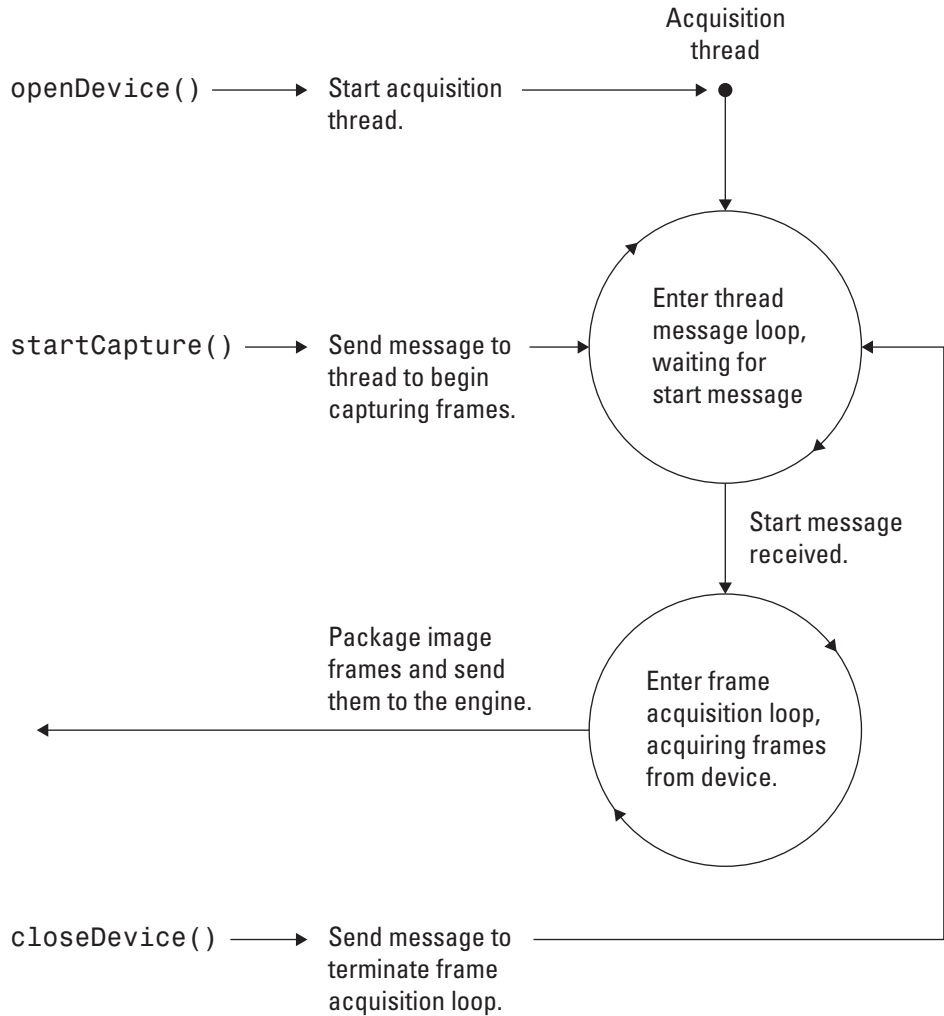 Acquisition
thread
openDevice()
Start acquisition
thread.
Enter thread
message loop,
waiting for
start message
startCapture()
Send message to
thread to begin
capturing frames.
Start message
received.
Package image
frames and send
them to the engine.
Enter frame
acquisition loop,
acquiring frames
from device.
closeDevice()
Send message to
terminate frame
acquisition loop.